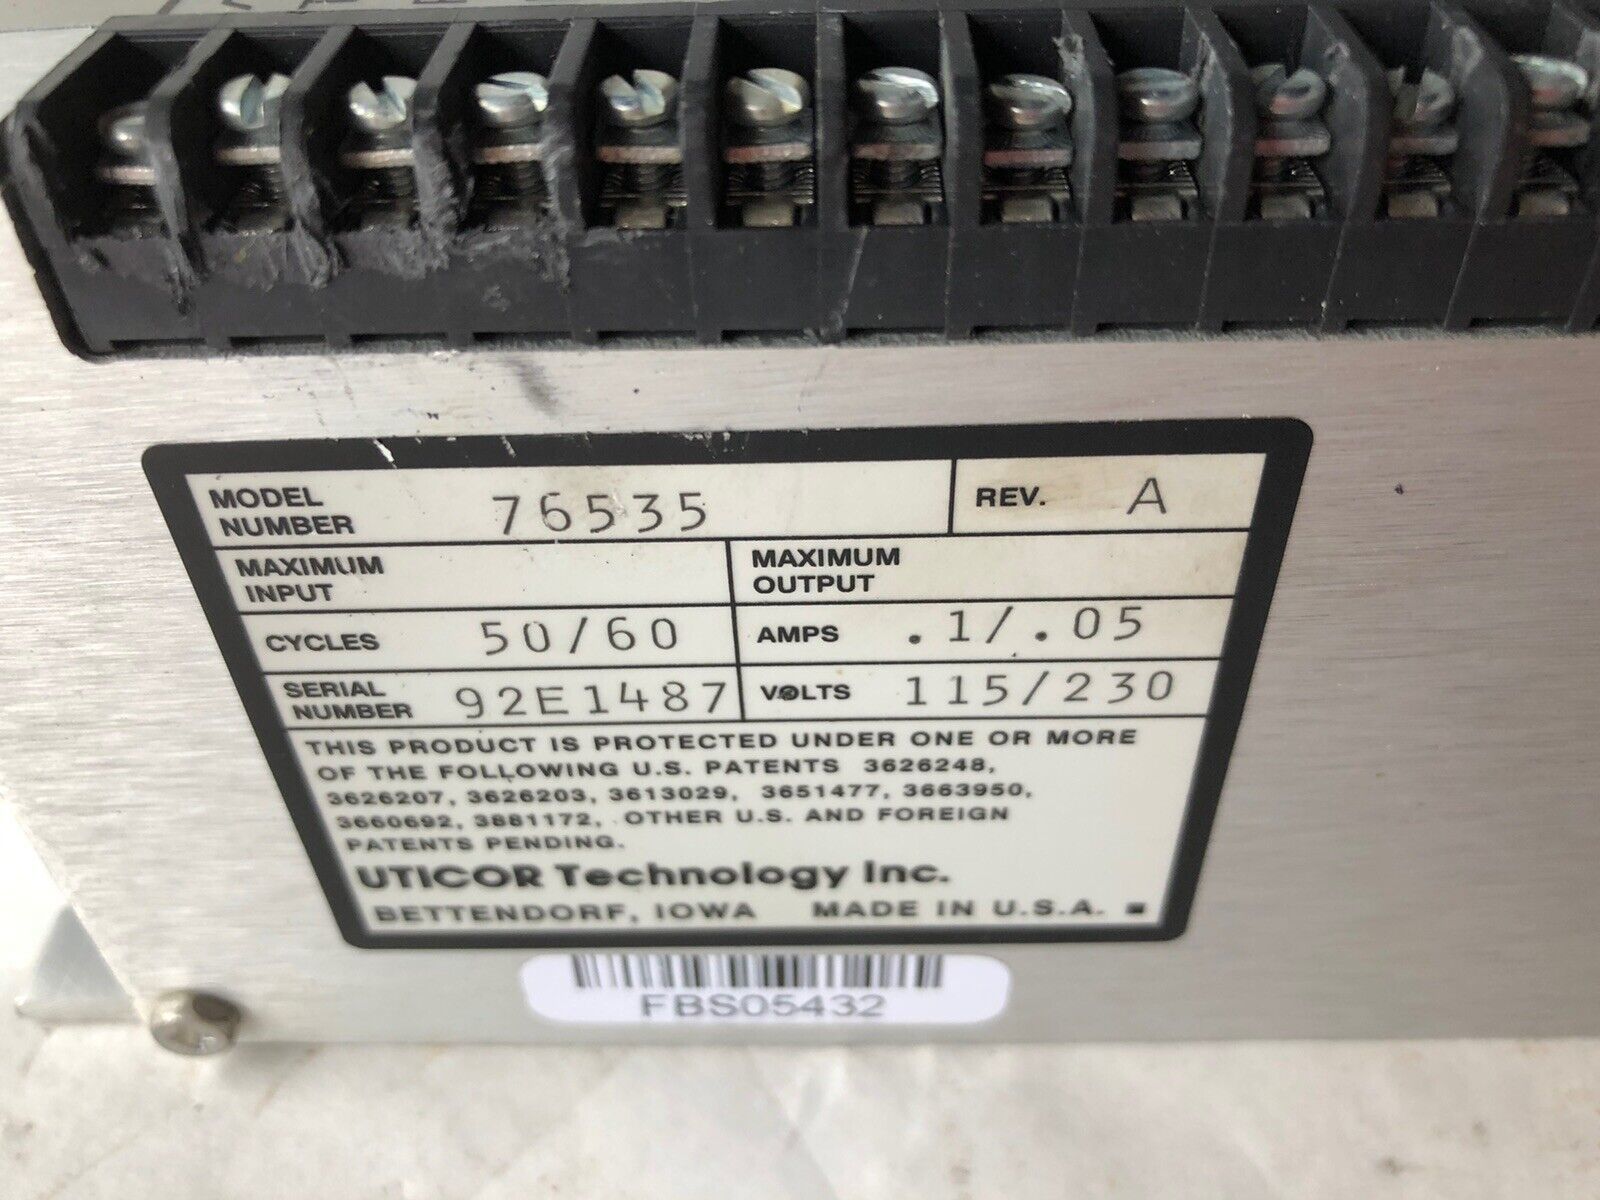 MODEL NUMBER 76535 REV. A
MAXIMUM INPUT MAXIMUM OUTPUT
CYCLES 50/60 AMPS .1/.05
SERIAL NUMBER 92E1487 VOLTS 115/230
THIS PRODUCT IS PROTECTED UNDER ONE OR MORE
OF THE FOLLOWING U.S. PATENTS 3626248,
3626207, 3626203, 3613029, 3651477, 3663950,
3660692, 3881172, OTHER U.S. AND FOREIGN
PATENTS PENDING.
UTICOR Technology Inc.
BETTENDORF, IOWA MADE IN U.S.A.
FBS05432